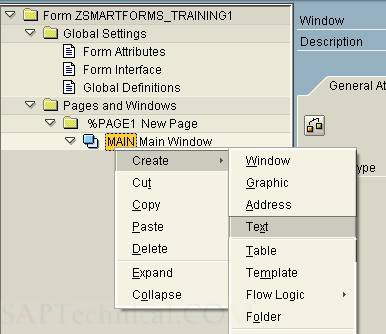 Form ZSMARTFORMS_TRAINING1
Global Settings
Form Attributes
Form Interface
Global Definitions
Pages and Windows
%PAGE1 New Page
MAIN Main Window
Window
Description
General At
Create
Cut
Copy
Paste
Delete
Expand
Collapse
Window
Graphic
Address
Text
Table
Template
Flow Logic
Folder
ype
SAPTechnical.COM